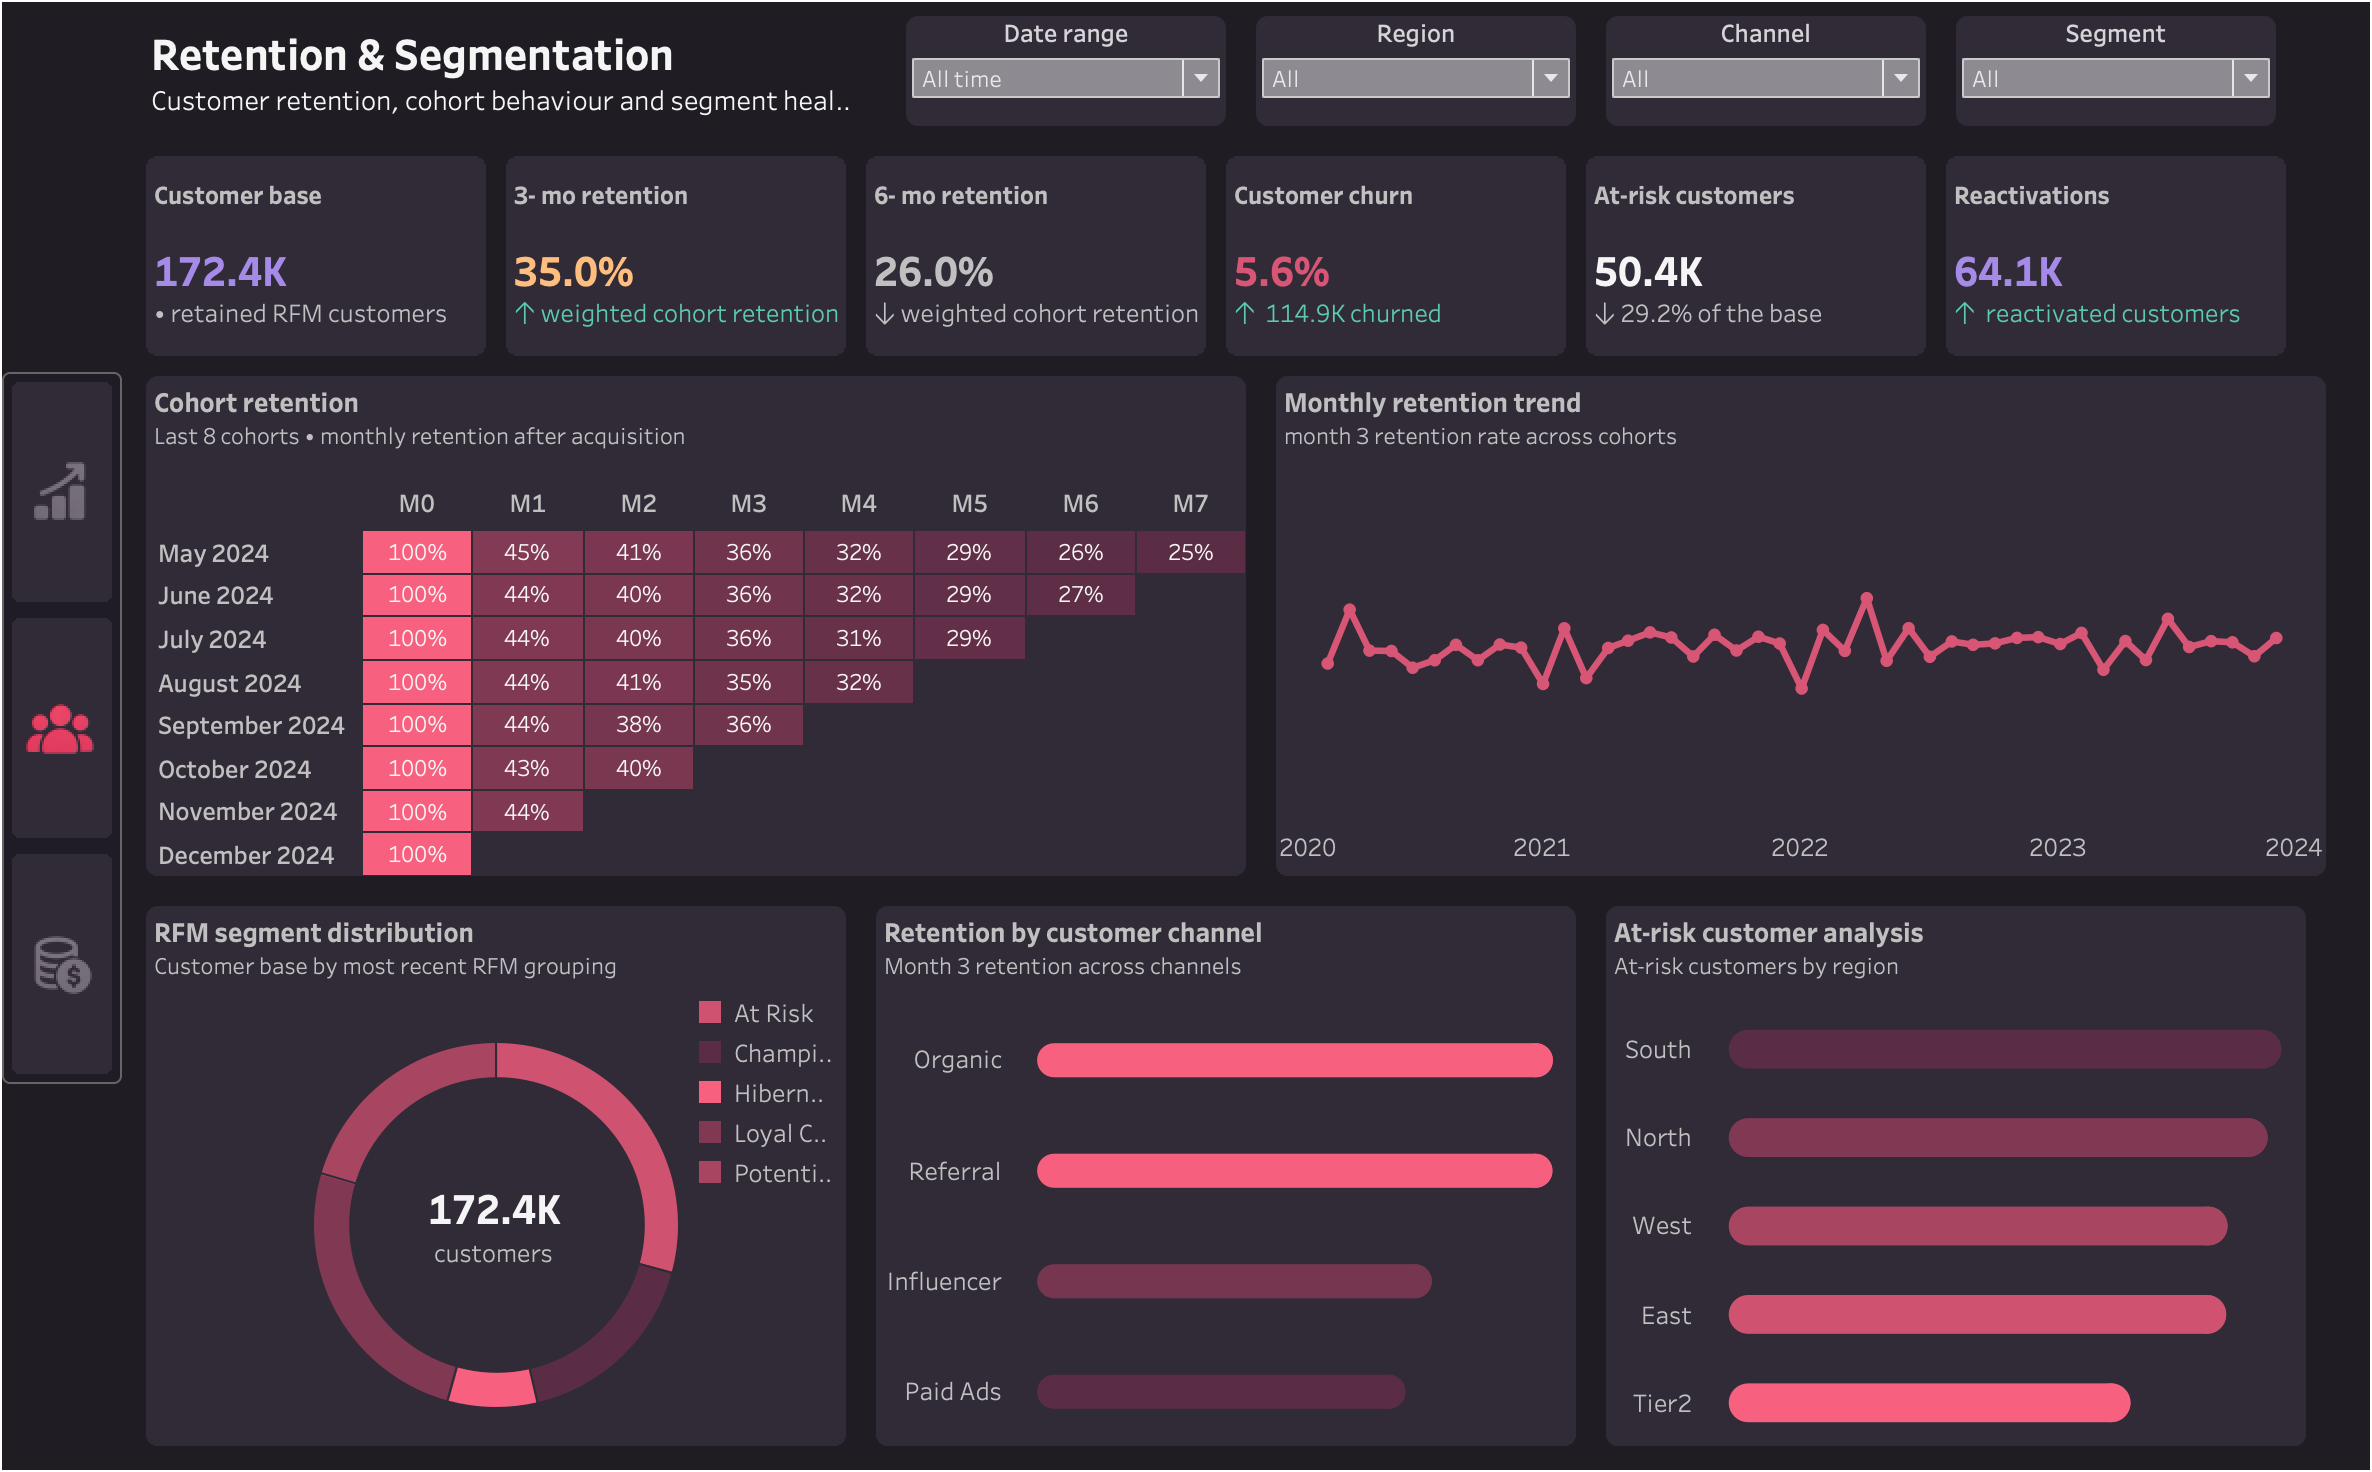 Retention & Segmentation
Customer retention, cohort behaviour and segment heal..
Date range
All time
Region
All
Channel
All
Segment
All
Customer base
172.4K
• retained RFM customers
3- mo retention
35.0%
↑ weighted cohort retention
6- mo retention
26.0%
↓ weighted cohort retention
Customer churn
5.6%
↑ 114.9K churned
At-risk customers
50.4K
↓ 29.2% of the base
Reactivations
64.1K
↑ reactivated customers
Cohort retention
Last 8 cohorts • monthly retention after acquisition
M0 M1 M2 M3 M4 M5 M6 M7
May 2024 100% 45% 41% 36% 32% 29% 26% 25%
June 2024 100% 44% 40% 36% 32% 29% 27%
July 2024 100% 44% 40% 36% 31% 29%
August 2024 100% 44% 41% 35% 32%
September 2024 100% 44% 38% 36%
October 2024 100% 43% 40%
November 2024 100% 44%
December 2024 100%
Monthly retention trend
month 3 retention rate across cohorts
2020 2021 2022 2023 2024
RFM segment distribution
Customer base by most recent RFM grouping
At Risk
Champi..
Hibern..
Loyal C..
Potenti..
172.4K
customers
Retention by customer channel
Month 3 retention across channels
Organic
Referral
Influencer
Paid Ads
At-risk customer analysis
At-risk customers by region
South
North
West
East
Tier2